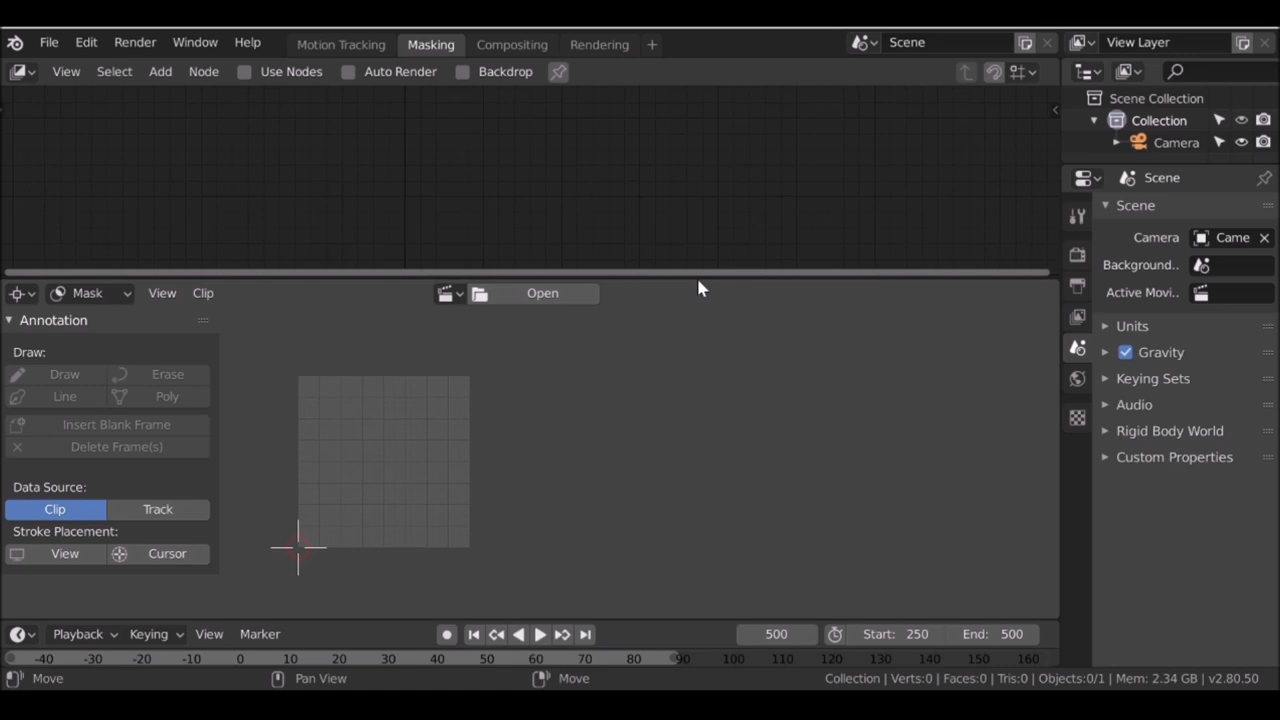 File Edit Render Window Help Motion Tracking Masking Compositing Rendering + Scene View Layer
View Select Add Node Use Nodes Auto Render Backdrop
Scene Collection
Collection
Camera
Scene
Scene
Camera Came
Background..
Active Movi..
Units
Gravity
Keying Sets
Audio
Rigid Body World
Custom Properties
Mask View Clip Open
Annotation
Draw:
Draw Erase
Line Poly
Insert Blank Frame
Delete Frame(s)
Data Source:
Clip Track
Stroke Placement:
View Cursor
Playback Keying View Marker 500 Start: 250 End: 500
-40 -30 -20 -10 0 10 20 30 40 50 60 70 80 90 100 110 120 130 140 150 160
Move Pan View Move Collection | Verts:0 | Faces:0 | Tris:0 | Objects:0/1 | Mem: 2.34 GB | v2.80.50